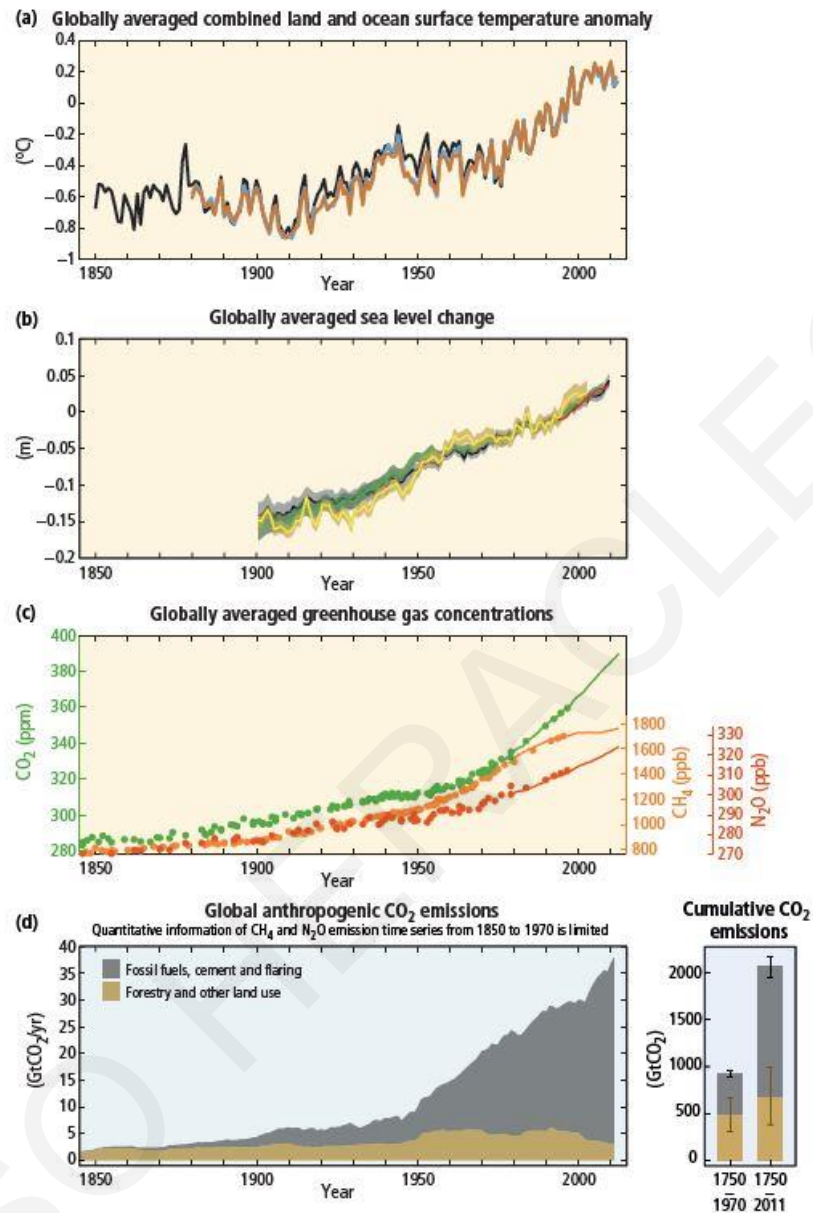 (a) Globally averaged combined land and ocean surface temperature anomaly
0.4
0.2
0
−0.2
−0.4
−0.6
−0.8
−1
(°C)
1850 1900 1950 2000
Year
(b) Globally averaged sea level change
0.1
0.05
0
−0.05
−0.1
−0.15
−0.2
(m)
1850 1900 1950 2000
Year
(c) Globally averaged greenhouse gas concentrations
400
380
360
340
320
300
280
CO2 (ppm)
1800
1600
1400
1200
1000
800
CH4 (ppb)
330
320
310
300
290
280
270
N2O (ppb)
1850 1900 1950 2000
Year
(d) Global anthropogenic CO2 emissions
Quantitative information of CH4 and N2O emission time series from 1850 to 1970 is limited
40
35
30
25
20
15
10
5
0
(GtCO2/yr)
Fossil fuels, cement and flaring
Forestry and other land use
1850 1900 1950 2000
Year
Cumulative CO2
emissions
2000
1500
1000
500
0
(GtCO2)
1750 1750
– –
1970 2011